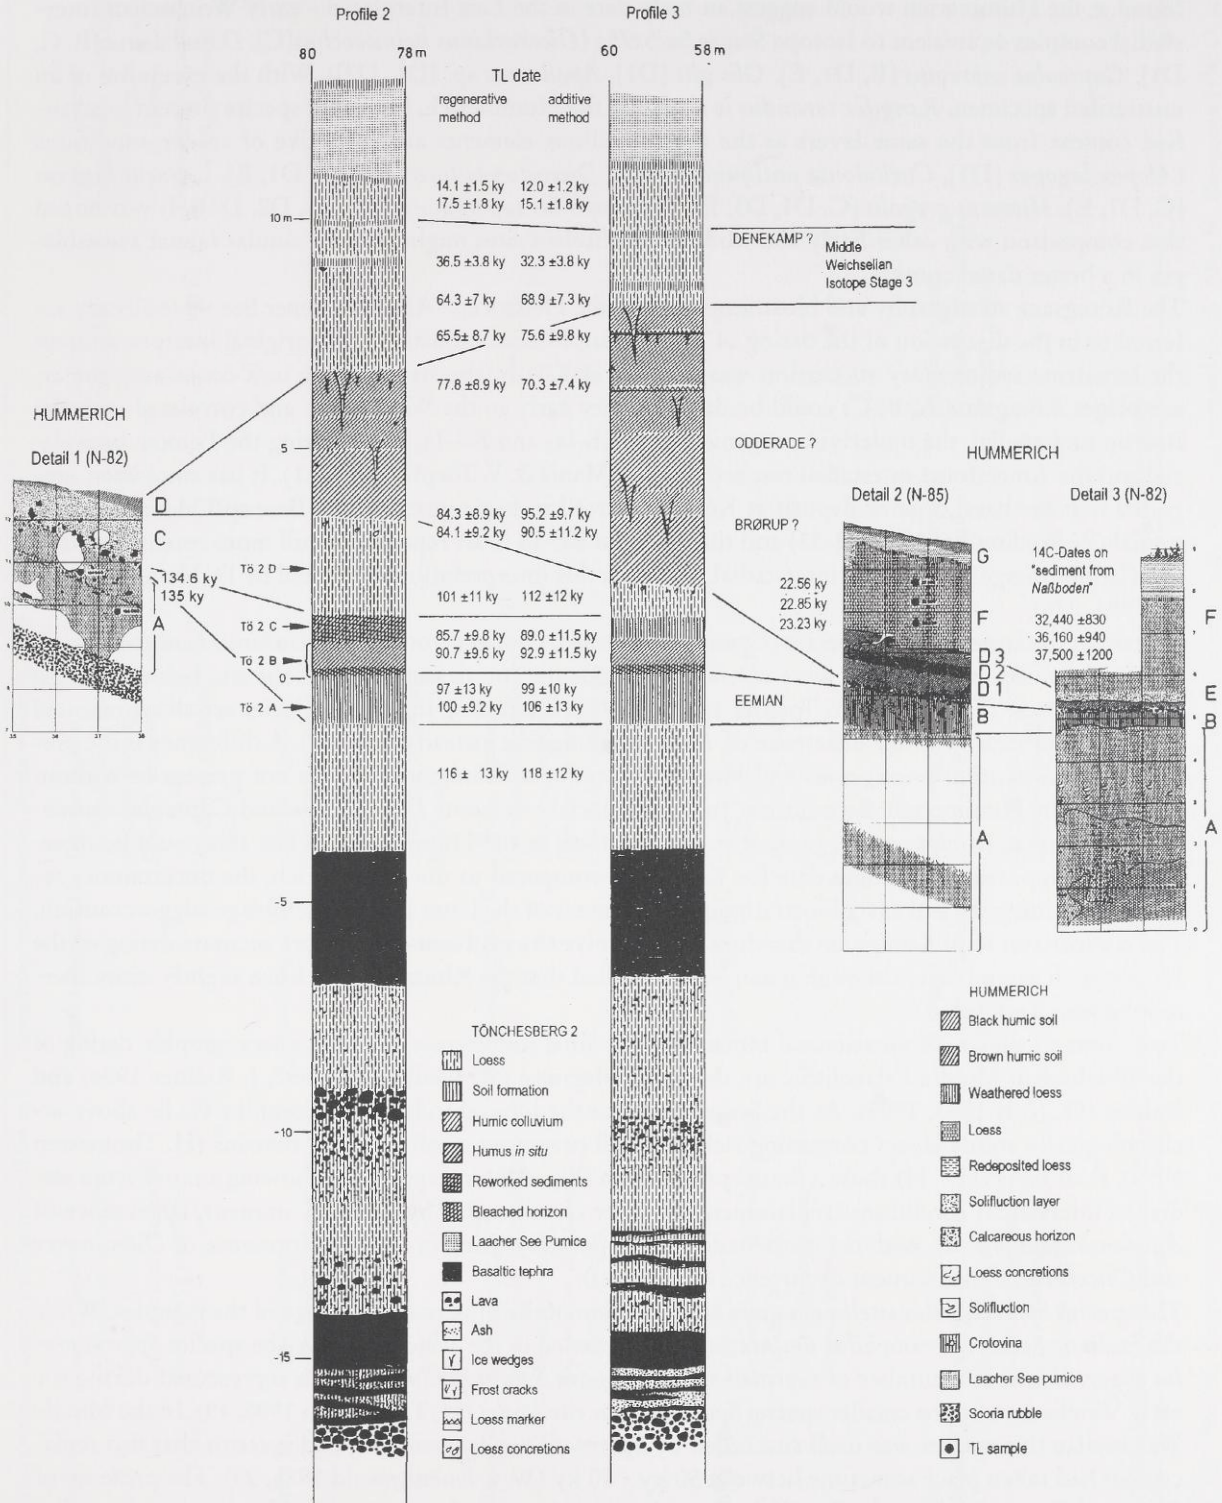 Profile 2
Profile 3
80 78 m
60 58 m
TL date
regenerative method
additive method
14.1 ±1.5 ky 12.0 ±1.2 ky
17.5 ±1.8 ky 15.1 ±1.8 ky
10 m
DENEKAMP ?
Middle
Weichselian
Isotope Stage 3
36.5 ±3.8 ky 32.3 ±3.8 ky
64.3 ±7 ky 68.9 ±7.3 ky
65.5± 8.7 ky 75.6 ±9.8 ky
77.8 ±8.9 ky 70.3 ±7.4 ky
HUMMERICH
Detail 1 (N-82)
D
C
A
134.6 ky
135 ky
5
ODDERADE ?
BRØRUP ?
84.3 ±8.9 ky 95.2 ±9.7 ky
84.1 ±9.2 ky 90.5 ±11.2 ky
Tö 2 D
101 ±11 ky 112 ±12 ky
Tö 2 C
85.7 ±9.8 ky 89.0 ±11.5 ky
90.7 ±9.6 ky 92.9 ±11.5 ky
Tö 2 B
0
97 ±13 ky 99 ±10 ky
Tö 2 A
100 ±9.2 ky 106 ±13 ky
EEMIAN
116 ± 13 ky 118 ±12 ky
-5
-10
-15
HUMMERICH
Detail 2 (N-85)
Detail 3 (N-82)
G
F
D 3
D 2
D 1
B
A
22.56 ky
22.85 ky
23.23 ky
14C-Dates on
"sediment from
Naßboden"
32,440 ±830
36,160 ±940
37,500 ±1200
F
E
B
A
TÖNCHESBERG 2
Loess
Soil formation
Humic colluvium
Humus in situ
Reworked sediments
Bleached horizon
Laacher See Pumice
Basaltic tephra
Lava
Ash
Ice wedges
Frost cracks
Loess marker
Loess concretions
HUMMERICH
Black humic soil
Brown humic soil
Weathered loess
Loess
Redeposited loess
Solifluction layer
Calcareous horizon
Loess concretions
Solifluction
Crotovina
Laacher See pumice
Scoria rubble
TL sample